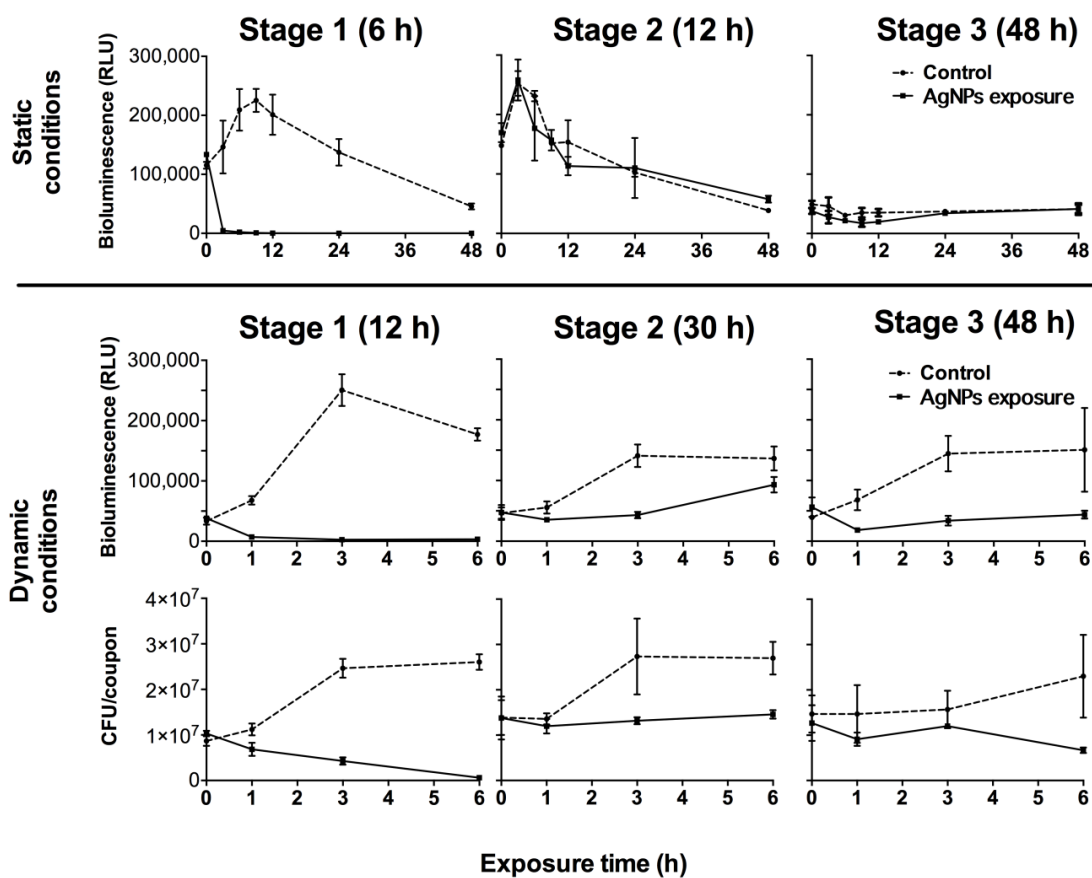 Stage 1 (6 h)
Stage 2 (12 h)
Stage 3 (48 h)
Static
conditions
Bioluminescence (RLU)
300,000
200,000
100,000
0
0 12 24 36 48
0 12 24 36 48
0 12 24 36 48
Control
AgNPs exposure
Stage 1 (12 h)
Stage 2 (30 h)
Stage 3 (48 h)
Dynamic
conditions
Bioluminescence (RLU)
300,000
200,000
100,000
0
0 1 2 3 4 5 6
0 1 2 3 4 5 6
0 1 2 3 4 5 6
Control
AgNPs exposure
CFU/coupon
4×10⁷
3×10⁷
2×10⁷
1×10⁷
0
0 1 2 3 4 5 6
0 1 2 3 4 5 6
0 1 2 3 4 5 6
Exposure time (h)